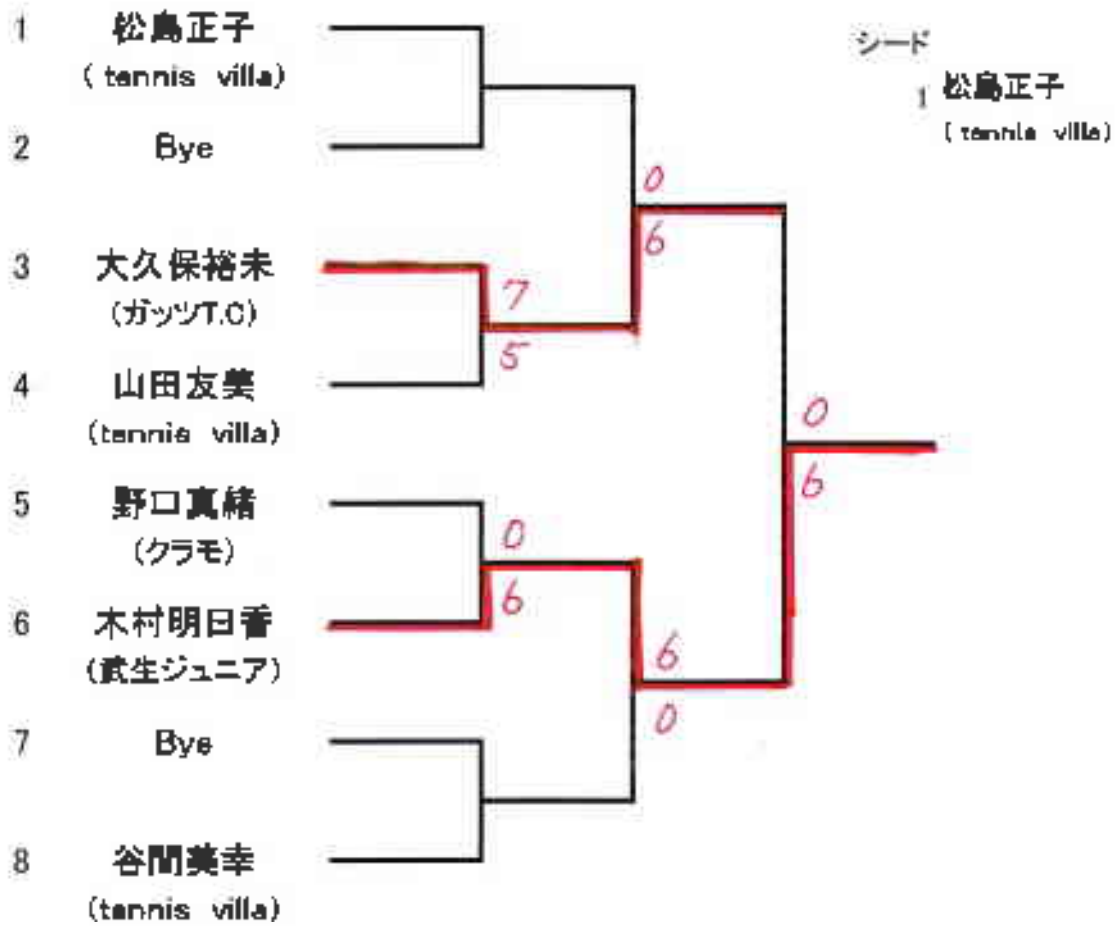 1 松島正子
(tennis villa)
2 Bye
3 大久保裕未
(ガッツT.C)
4 山田友美
(tennis villa)
5 野口真緒
(クラモ)
6 木村明日香
(武生ジュニア)
7 Bye
8 谷間美幸
(tennis villa)
7
5
0
6
0
6
6
0
0
6
シード
1 松島正子
(tennis villa)